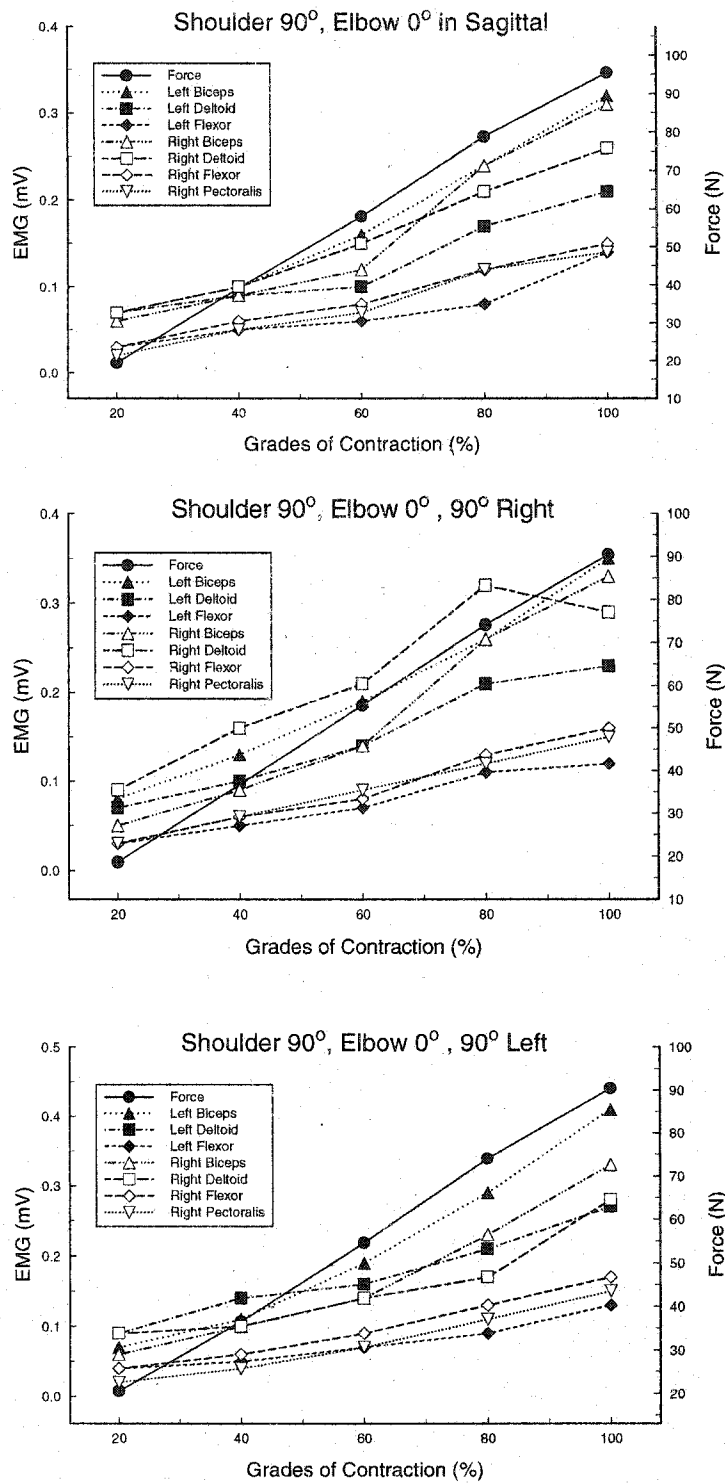 Shoulder 90°, Elbow 0° in Sagittal
EMG (mV)
0.4
0.3
0.2
0.1
0.0
Force
Left Biceps
Left Deltoid
Left Flexor
Right Biceps
Right Deltoid
Right Flexor
Right Pectoralis
100
90
80
70
60
50
40
30
20
10
Force (N)
20 40 60 80 100
Grades of Contraction (%)
Shoulder 90°, Elbow 0° , 90° Right
EMG (mV)
0.4
0.3
0.2
0.1
0.0
Force
Left Biceps
Left Deltoid
Left Flexor
Right Biceps
Right Deltoid
Right Flexor
Right Pectoralis
100
90
80
70
60
50
40
30
20
10
Force (N)
20 40 60 80 100
Grades of Contraction (%)
Shoulder 90°, Elbow 0° , 90° Left
EMG (mV)
0.5
0.4
0.3
0.2
0.1
0.0
Force
Left Biceps
Left Deltoid
Left Flexor
Right Biceps
Right Deltoid
Right Flexor
Right Pectoralis
100
90
80
70
60
50
40
30
20
Force (N)
20 40 60 80 100
Grades of Contraction (%)